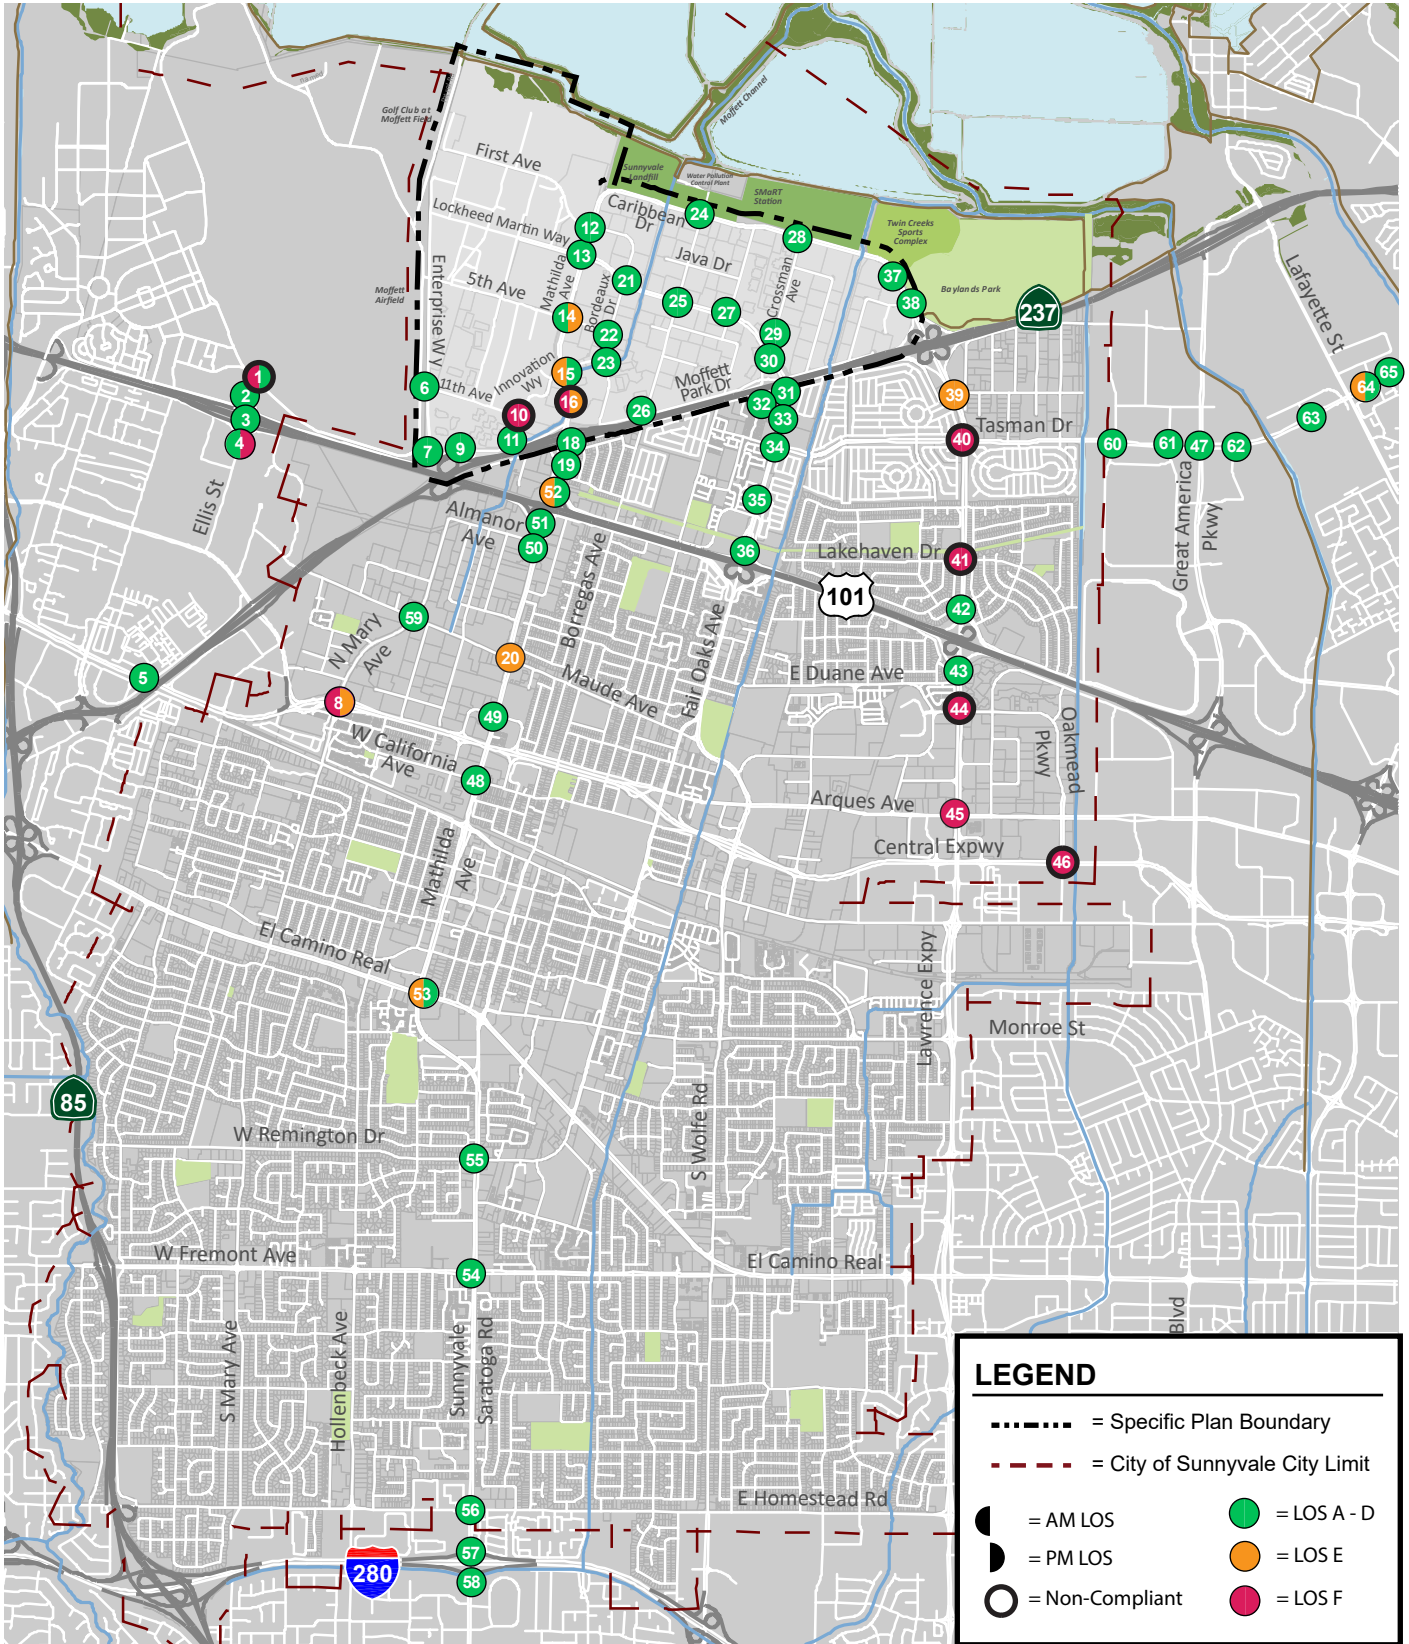 Golf Club at
Moffett Field
Moffett Channel
First Ave
Sunnyvale
Landfill
Water Pollution
Control Plant
SMaRT
Station
Lockheed Martin Way
Caribbean
Dr
24
12
28
Twin Creeks
Sports
Complex
13
Java Dr
Lafayette St
Enterprise Wy
5th Ave
Mathilda
Ave
Bordeaux
Dr
21
Crossman
Ave
37
Moffett
Airfield
25
27
38
Baylands Park
237
14
22
29
23
30
1
2
6
11th Ave
Innovation
Wy
15
Moffett
Park Dr
31
39
64
65
3
10
16
26
32
33
63
4
7
9
11
18
34
40
Tasman Dr
60
61
47
62
19
Ellis St
52
35
Almanor
Ave
51
50
36
Lakehaven Dr
41
Great America
Pkwy
Borregas Ave
101
42
59
N Mary
Ave
Fair Oaks Ave
20
Maude Ave
E Duane Ave
43
5
8
49
44
Oakmead
Pkwy
W California
Ave
48
Arques Ave
45
Mathilda
Ave
Central Expwy
46
El Camino Real
Lawrence Expy
53
Monroe St
85
S Wolfe Rd
W Remington Dr
55
W Fremont Ave
54
El Camino Real
Blvd
S Mary Ave
Hollenbeck Ave
Sunnyvale
Saratoga Rd
E Homestead Rd
56
57
58
280
LEGEND
= Specific Plan Boundary
= City of Sunnyvale City Limit
= AM LOS
= LOS A - D
= PM LOS
= LOS E
= Non-Compliant
= LOS F